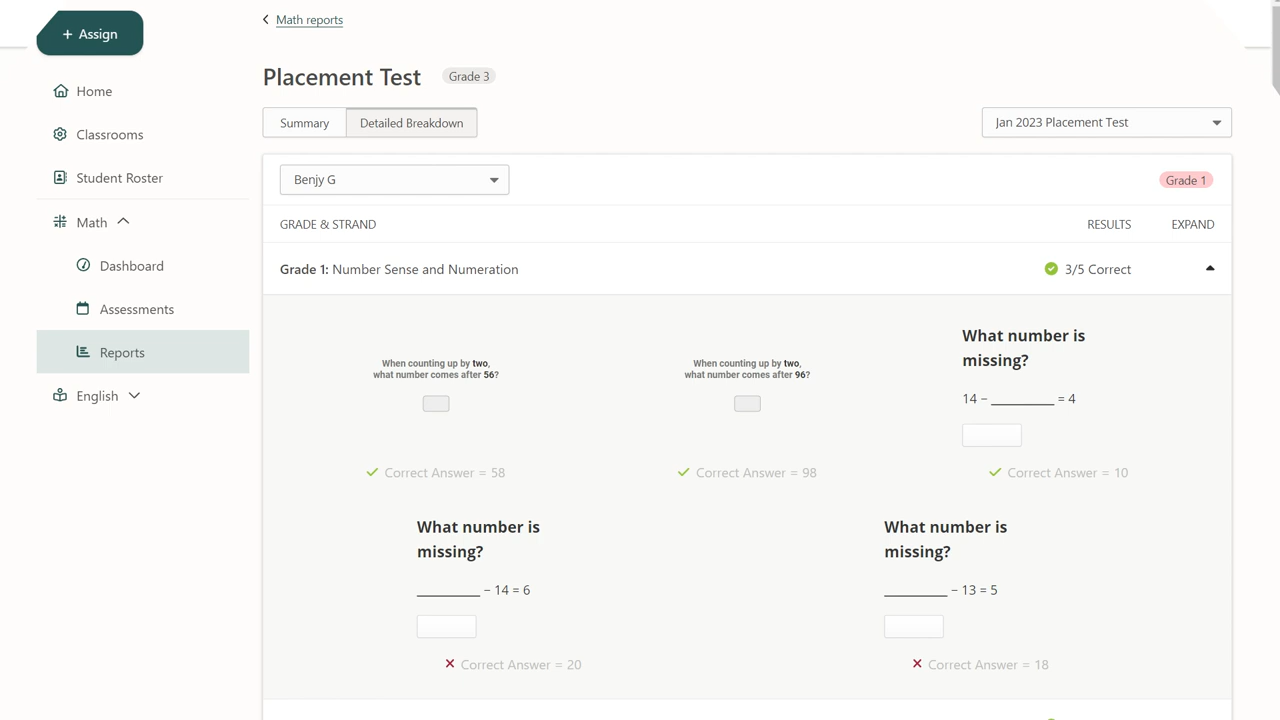 + Assign
Home
Classrooms
Student Roster
Math
Dashboard
Assessments
Reports
English
Math reports
Placement Test
Grade 3
Summary
Detailed Breakdown
Jan 2023 Placement Test
Benjy G
Grade 1
GRADE & STRAND
RESULTS
EXPAND
Grade 1: Number Sense and Numeration
3/5 Correct
When counting up by two,
what number comes after 56?
Correct Answer = 58
When counting up by two,
what number comes after 96?
Correct Answer = 98
What number is
missing?
14 − ________ = 4
Correct Answer = 10
What number is
missing?
________ − 14 = 6
Correct Answer = 20
What number is
missing?
________ − 13 = 5
Correct Answer = 18